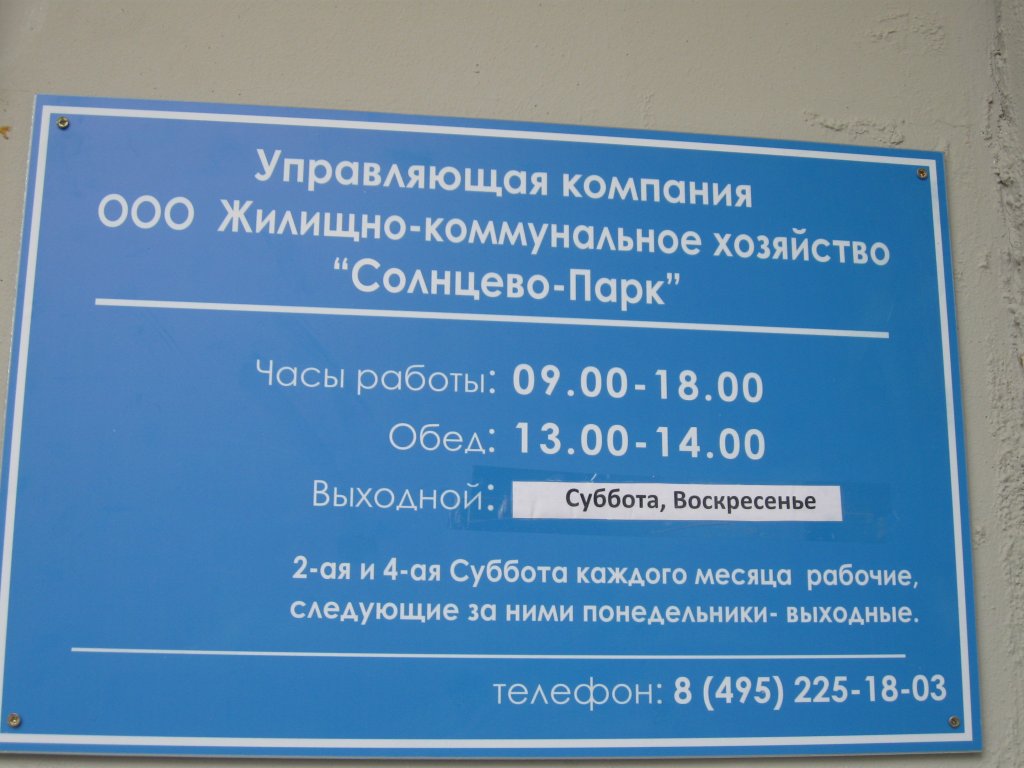 Управляющая компания
ООО Жилищно-коммунальное хозяйство
“Солнцево-Парк”
Часы работы: 09.00-18.00
Обед: 13.00-14.00
Выходной: Суббота, Воскресенье
2-ая и 4-ая Суббота каждого месяца рабочие,
следующие за ними понедельники- выходные.
телефон: 8 (495) 225-18-03